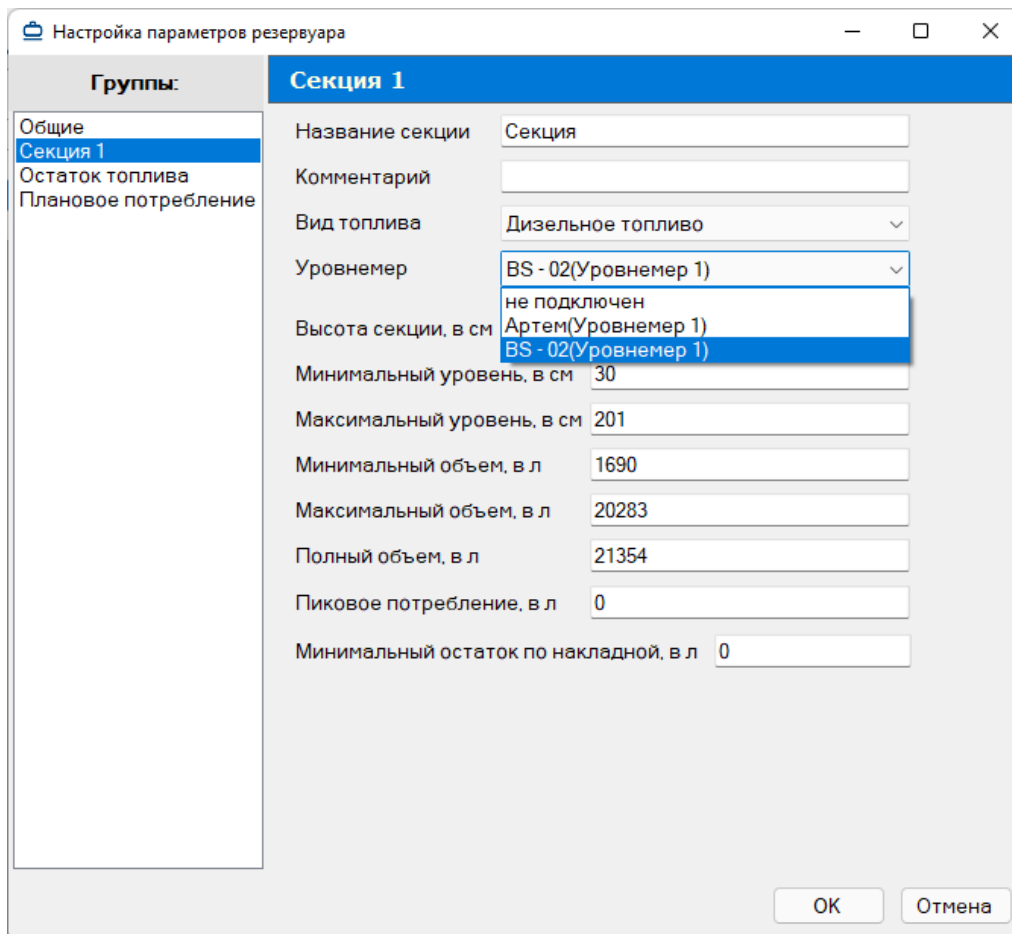 Настройка параметров резервуара
Группы:
Секция 1
Общие
Секция 1
Остаток топлива
Плановое потребление
Название секции Секция
Комментарий
Вид топлива Дизельное топливо
Уровнемер BS - 02(Уровнемер 1)
не подключен
Артем(Уровнемер 1)
BS - 02(Уровнемер 1)
Высота секции, в см
Минимальный уровень, в см 30
Максимальный уровень, в см 201
Минимальный объем, в л 1690
Максимальный объем, в л 20283
Полный объем, в л 21354
Пиковое потребление, в л 0
Минимальный остаток по накладной, в л 0
OK Отмена